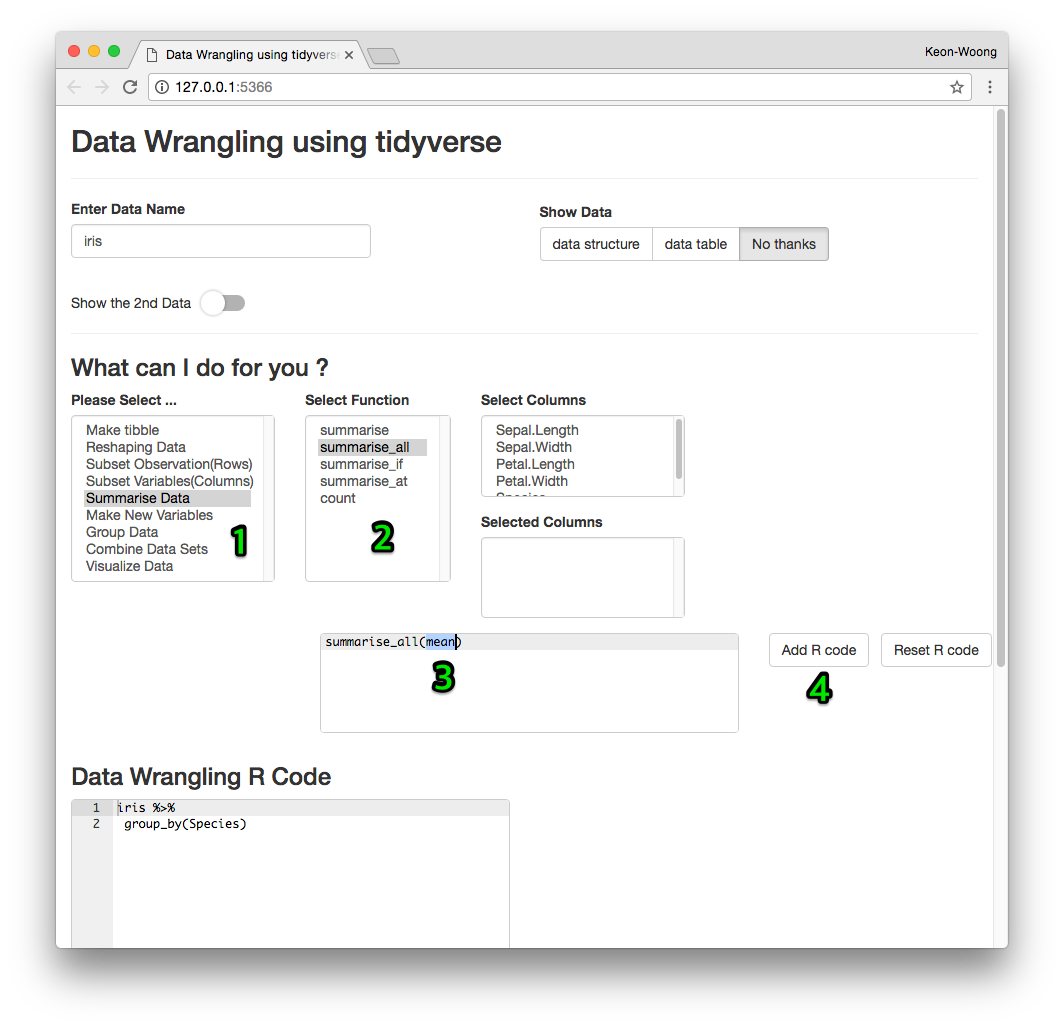 Data Wrangling using tidyvers
Keon-Woong
127.0.0.1:5366
Data Wrangling using tidyverse
Enter Data Name
iris
Show Data
data structure
data table
No thanks
Show the 2nd Data
What can I do for you ?
Please Select ...
Make tibble
Reshaping Data
Subset Observation(Rows)
Subset Variables(Columns)
Summarise Data
Make New Variables
Group Data
Combine Data Sets
Visualize Data
1
Select Function
summarise
summarise_all
summarise_if
summarise_at
count
2
Select Columns
Sepal.Length
Sepal.Width
Petal.Length
Petal.Width
Species
Selected Columns
summarise_all(mean)
3
Add R code
Reset R code
4
Data Wrangling R Code
1 iris %>%
2 group_by(Species)